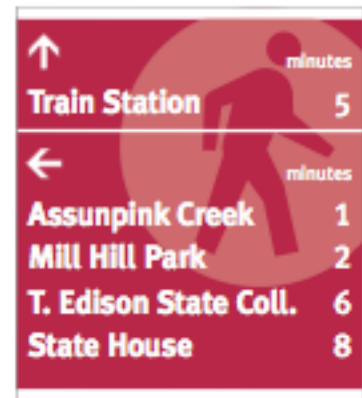 minutes
Train Station 5
minutes
Assunpink Creek 1
Mill Hill Park 2
T. Edison State Coll. 6
State House 8